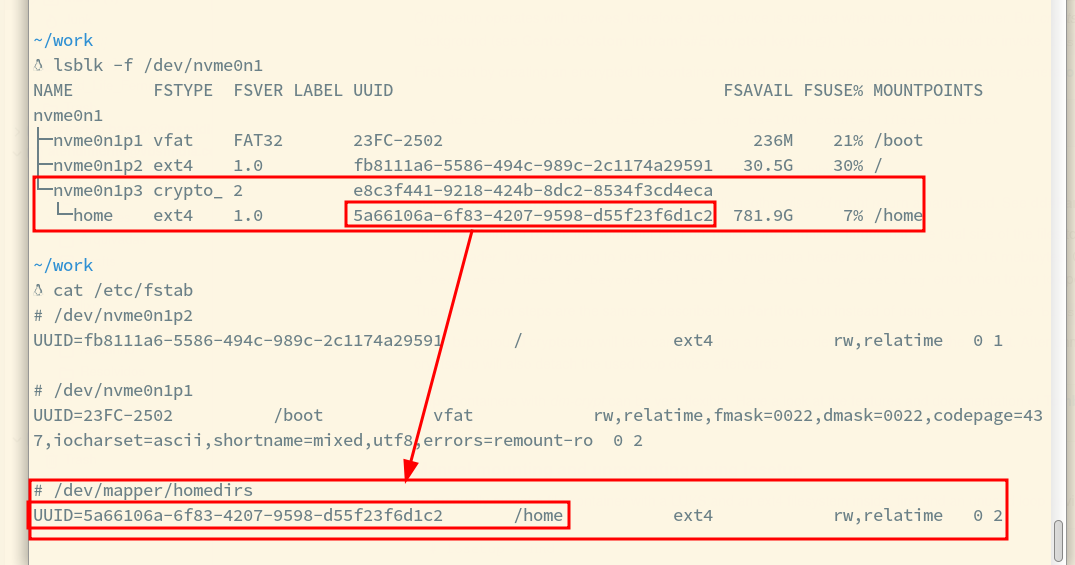 ~/work
🐧 lsblk -f /dev/nvme0n1
NAME        FSTYPE  FSVER LABEL UUID                                 FSAVAIL FSUSE% MOUNTPOINTS
nvme0n1
├─nvme0n1p1 vfat    FAT32       23FC-2502                               236M    21% /boot
├─nvme0n1p2 ext4    1.0         fb8111a6-5586-494c-989c-2c1174a29591   30.5G    30% /
└─nvme0n1p3 crypto_ 2           e8c3f441-9218-424b-8dc2-8534f3cd4eca
  └─home    ext4    1.0         5a66106a-6f83-4207-9598-d55f23f6d1c2  781.9G     7% /home
~/work
🐧 cat /etc/fstab
# /dev/nvme0n1p2
UUID=fb8111a6-5586-494c-989c-2c1174a29591       /               ext4            rw,relatime   0 1
# /dev/nvme0n1p1
UUID=23FC-2502          /boot           vfat            rw,relatime,fmask=0022,dmask=0022,codepage=43
7,iocharset=ascii,shortname=mixed,utf8,errors=remount-ro  0 2
# /dev/mapper/homedirs
UUID=5a66106a-6f83-4207-9598-d55f23f6d1c2       /home           ext4            rw,relatime   0 2